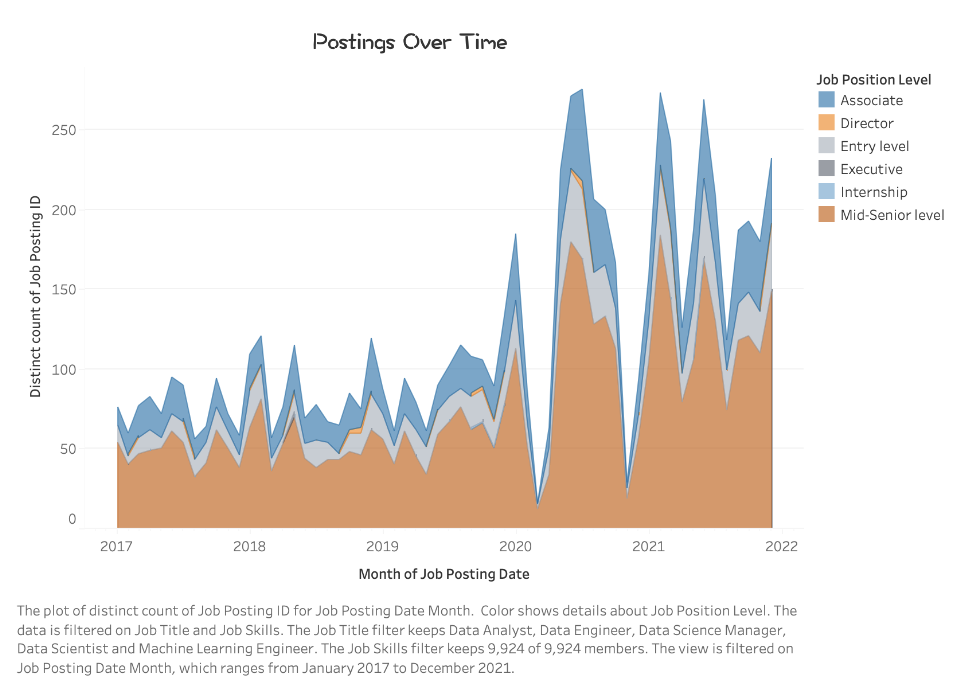 Postings Over Time
Job Position Level
Associate
Director
Entry level
Executive
Internship
Mid-Senior level
Distinct count of Job Posting ID
250
200
150
100
50
0
2017 2018 2019 2020 2021 2022
Month of Job Posting Date
The plot of distinct count of Job Posting ID for Job Posting Date Month. Color shows details about Job Position Level. The
data is filtered on Job Title and Job Skills. The Job Title filter keeps Data Analyst, Data Engineer, Data Science Manager,
Data Scientist and Machine Learning Engineer. The Job Skills filter keeps 9,924 of 9,924 members. The view is filtered on
Job Posting Date Month, which ranges from January 2017 to December 2021.